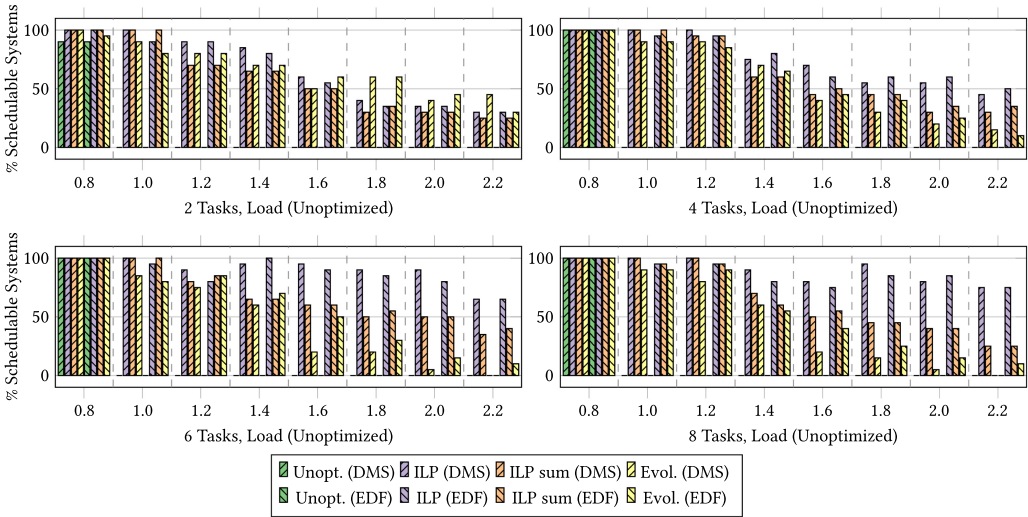 % Schedulable Systems
100
50
0
0.8 1.0 1.2 1.4 1.6 1.8 2.0 2.2
2 Tasks, Load (Unoptimized)
100
50
0
0.8 1.0 1.2 1.4 1.6 1.8 2.0 2.2
4 Tasks, Load (Unoptimized)
% Schedulable Systems
100
50
0
0.8 1.0 1.2 1.4 1.6 1.8 2.0 2.2
6 Tasks, Load (Unoptimized)
100
50
0
0.8 1.0 1.2 1.4 1.6 1.8 2.0 2.2
8 Tasks, Load (Unoptimized)
Unopt. (DMS) ILP (DMS) ILP sum (DMS) Evol. (DMS)
Unopt. (EDF) ILP (EDF) ILP sum (EDF) Evol. (EDF)